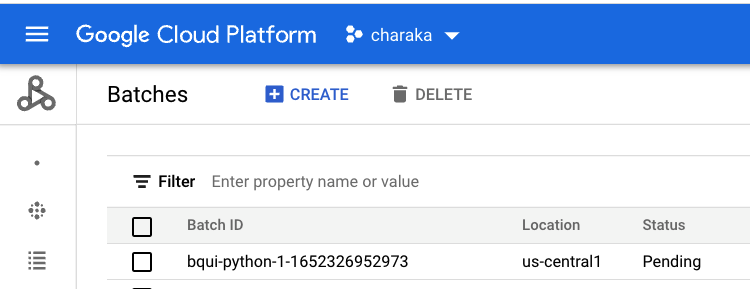 Google Cloud Platform charaka
Batches CREATE DELETE
Filter Enter property name or value
Batch ID Location Status
bqui-python-1-1652326952973 us-central1 Pending